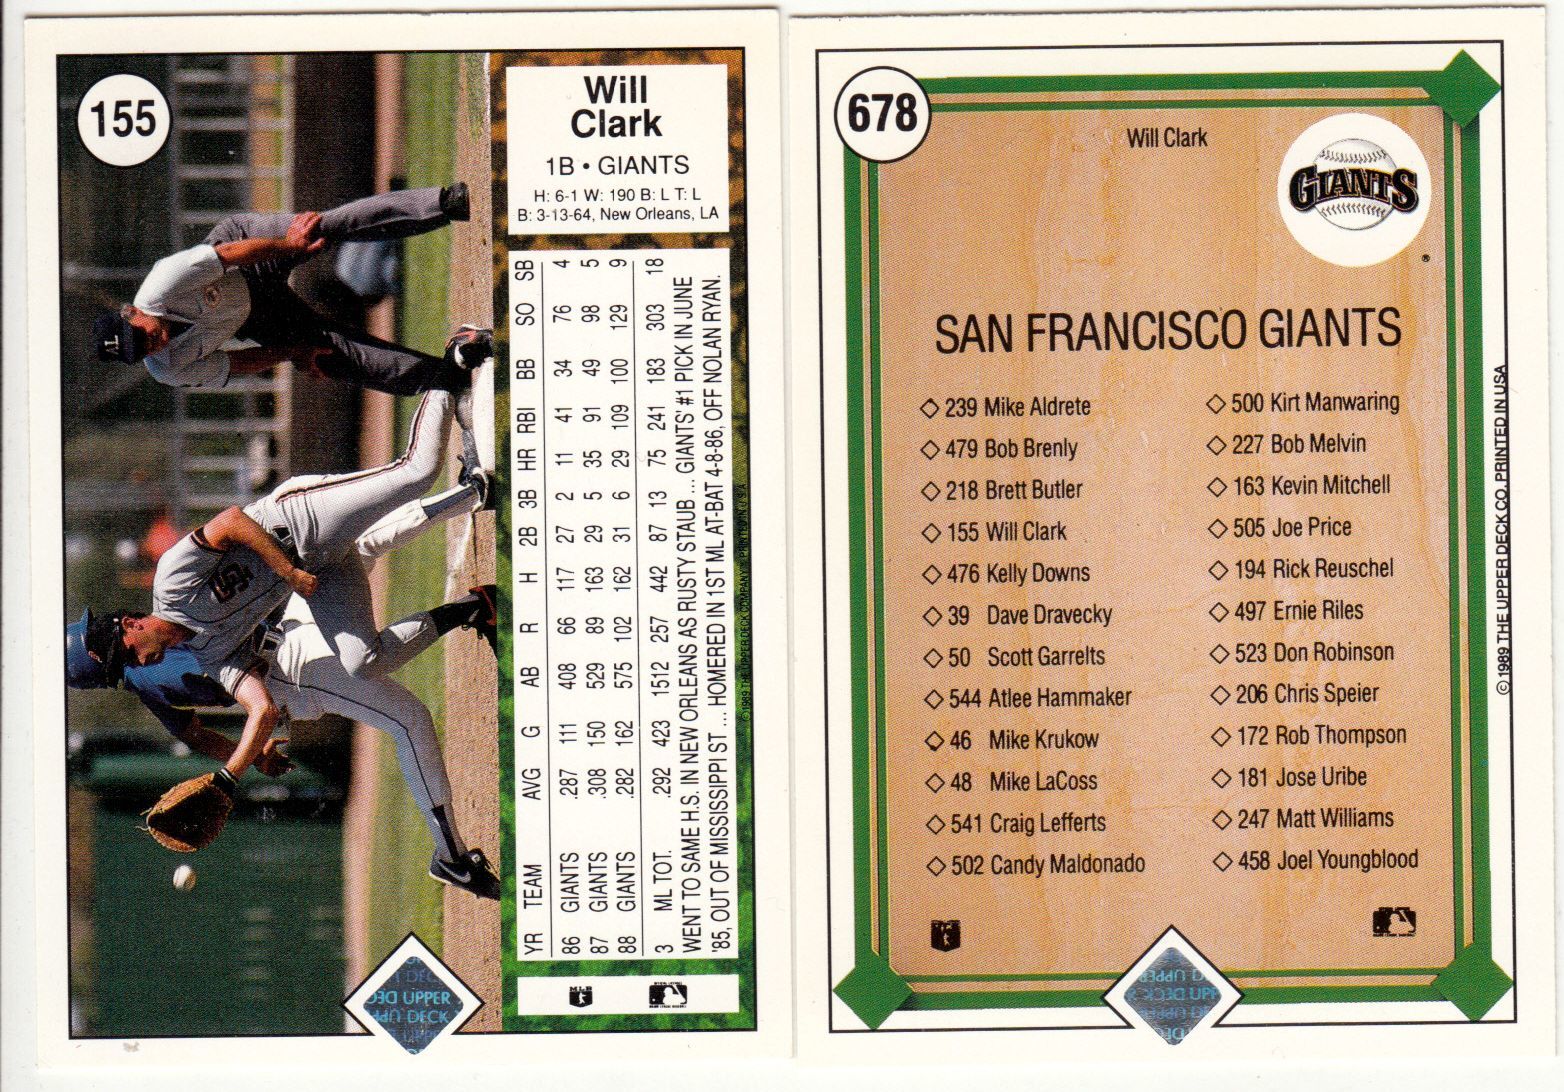 155
Will
Clark
1B • GIANTS
H: 6-1 W: 190 B: L T: L
B: 3-13-64, New Orleans, LA
YR TEAM AVG G AB R H 2B 3B HR RBI BB SO SB
86 GIANTS .287 111 408 66 117 27 2 11 41 34 76 4
87 GIANTS .308 150 529 89 163 29 5 35 91 49 98 5
88 GIANTS .282 162 575 102 162 31 6 29 109 100 129 9
3 ML TOT. .292 423 1512 257 442 87 13 75 241 183 303 18
WENT TO SAME H.S. IN NEW ORLEANS AS RUSTY STAUB ... GIANTS' #1 PICK IN JUNE
'85, OUT OF MISSISSIPPI ST ... HOMERED IN 1ST ML AT-BAT 4-8-86, OFF NOLAN RYAN.
©1989 THE UPPER DECK COMPANY PRINTED IN U.S.A.
SF
UPPER
DECK
678
Will Clark
GIANTS
®
SAN FRANCISCO GIANTS
239 Mike Aldrete
479 Bob Brenly
218 Brett Butler
155 Will Clark
476 Kelly Downs
39 Dave Dravecky
50 Scott Garrelts
544 Atlee Hammaker
46 Mike Krukow
48 Mike LaCoss
541 Craig Lefferts
502 Candy Maldonado
500 Kirt Manwaring
227 Bob Melvin
163 Kevin Mitchell
505 Joe Price
194 Rick Reuschel
497 Ernie Riles
523 Don Robinson
206 Chris Speier
172 Rob Thompson
181 Jose Uribe
247 Matt Williams
458 Joel Youngblood
© 1989 THE UPPER DECK CO. PRINTED IN USA